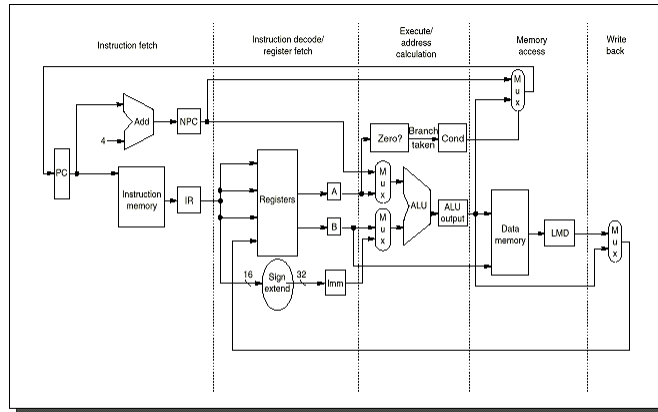 Instruction fetch
Instruction decode/
register fetch
Execute/
address
calculation
Memory
access
Write
back
M
u
x
Add
NPC
4
Zero?
Branch
taken
Cond
PC
Instruction
memory
IR
Registers
A
B
M
u
x
M
u
x
ALU
ALU
output
Data
memory
LMD
M
u
x
16
Sign
extend
32
Imm